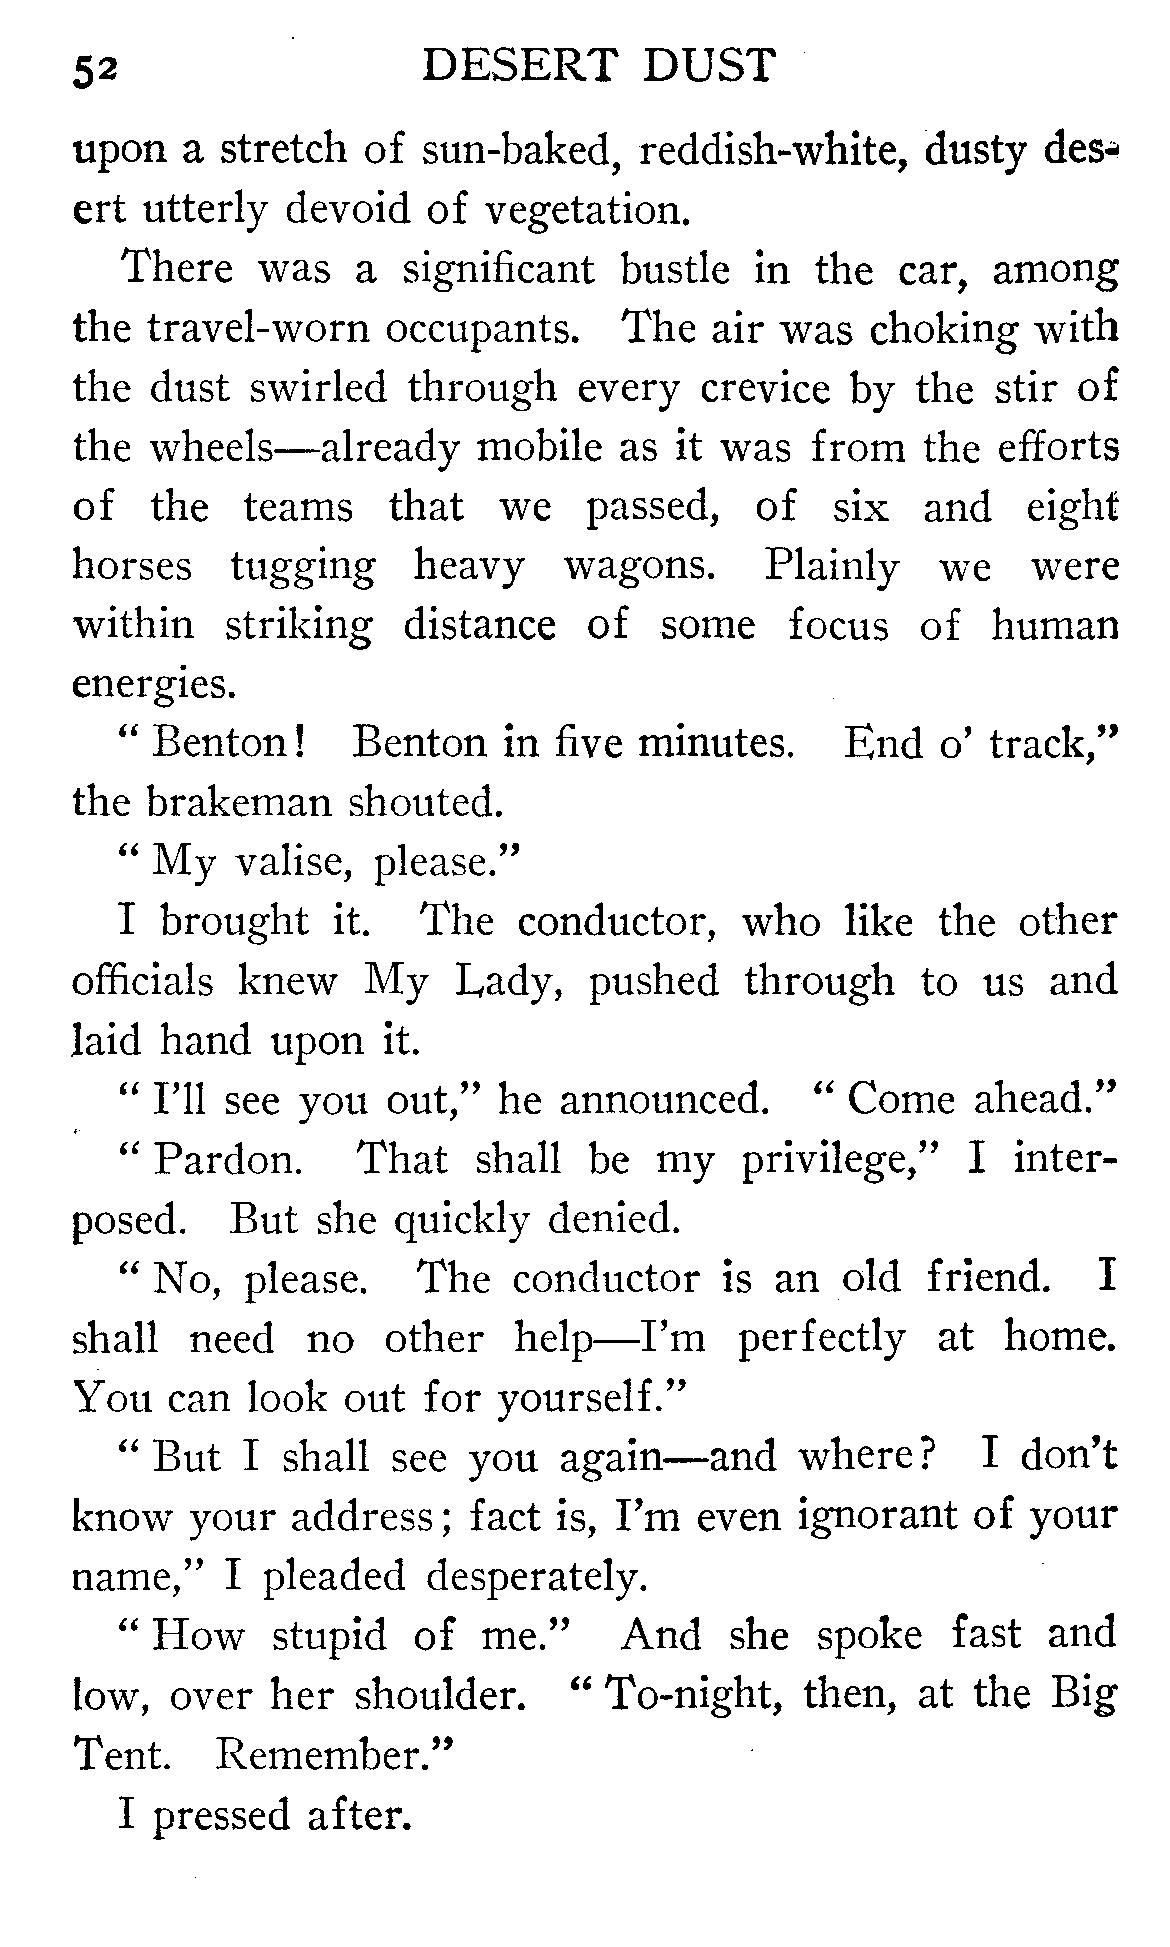 52 DESERT DUST
upon a stretch of sun-baked, reddish-white, dusty des-
ert utterly devoid of vegetation.
There was a significant bustle in the car, among
the travel-worn occupants. The air was choking with
the dust swirled through every crevice by the stir of
the wheels—already mobile as it was from the efforts
of the teams that we passed, of six and eight
horses tugging heavy wagons. Plainly we were
within striking distance of some focus of human
energies.
“ Benton! Benton in five minutes. End o’ track,”
the brakeman shouted.
“ My valise, please.”
I brought it. The conductor, who like the other
officials knew My Lady, pushed through to us and
laid hand upon it.
“ I’ll see you out,” he announced. “ Come ahead.”
“ Pardon. That shall be my privilege,” I inter-
posed. But she quickly denied.
“ No, please. The conductor is an old friend. I
shall need no other help—I’m perfectly at home.
You can look out for yourself.”
“ But I shall see you again—and where? I don’t
know your address; fact is, I’m even ignorant of your
name,” I pleaded desperately.
“ How stupid of me.” And she spoke fast and
low, over her shoulder. “ To-night, then, at the Big
Tent. Remember.”
I pressed after.